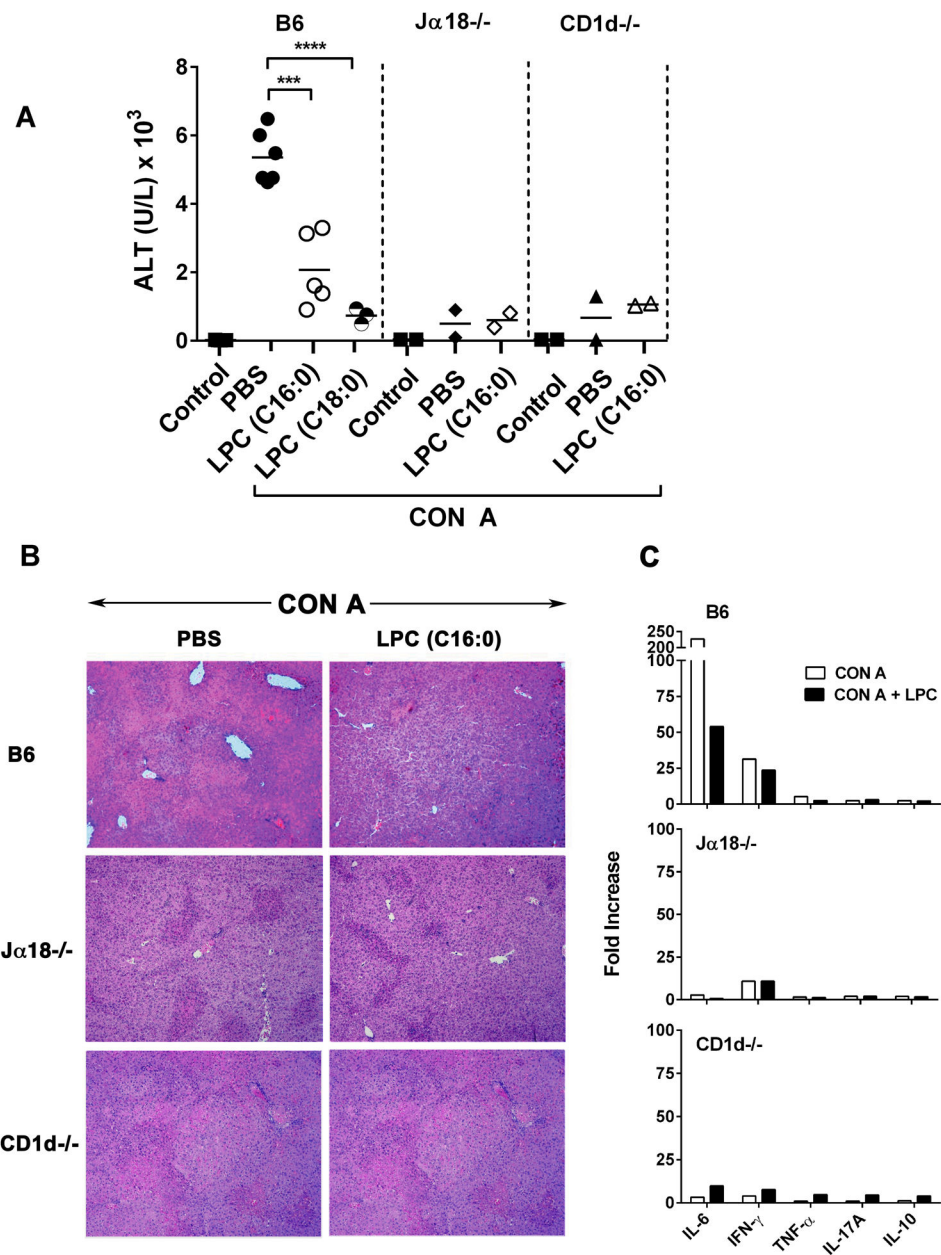 A
B6
Jα18-/-
CD1d-/-
****
***
ALT (U/L) x 10³
8
6
4
2
0
Control
PBS
LPC (C16:0)
LPC (C18:0)
Control
PBS
LPC (C16:0)
Control
PBS
LPC (C16:0)
CON A
B
CON A
PBS
LPC (C16:0)
B6
Jα18-/-
CD1d-/-
C
Fold Increase
B6
250
200
100
75
50
25
0
CON A
CON A + LPC
Jα18-/-
100
75
50
25
0
CD1d-/-
100
75
50
25
0
IL-6
IFN-γ
TNF-α
IL-17A
IL-10